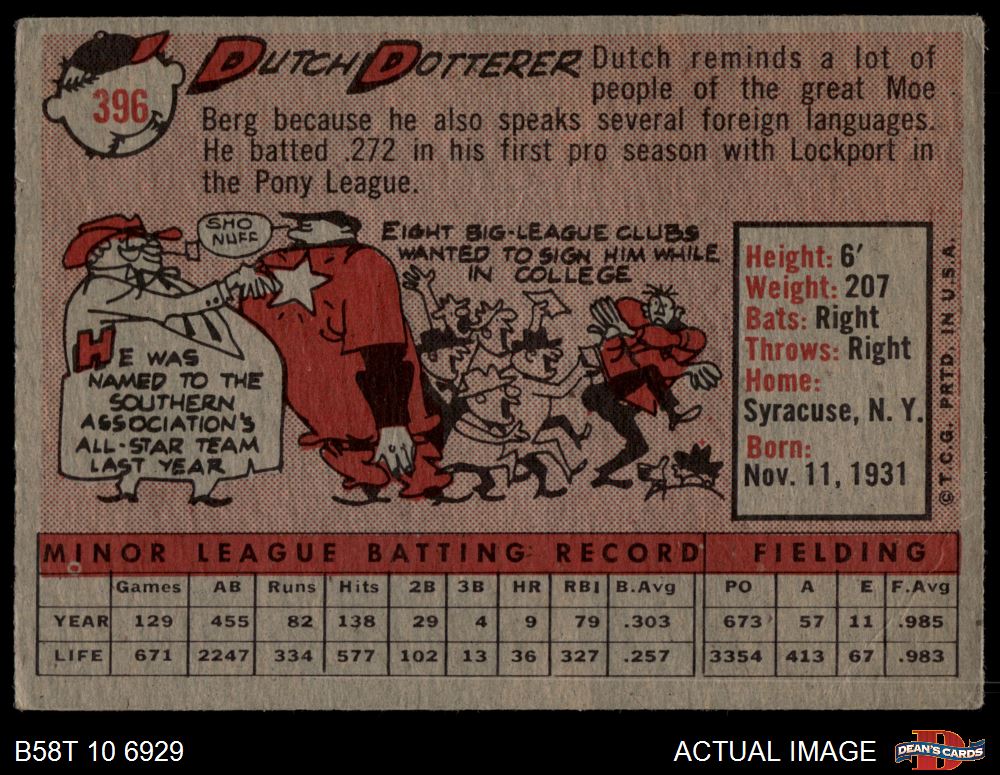 396
DUTCH DOTTERER
Dutch reminds a lot of
people of the great Moe
Berg because he also speaks several foreign languages.
He batted .272 in his first pro season with Lockport in
the Pony League.
SHO
NUFF
HE WAS
NAMED TO THE
SOUTHERN
ASSOCIATION'S
ALL-STAR TEAM
LAST YEAR
EIGHT BIG-LEAGUE CLUBS
WANTED TO SIGN HIM WHILE
IN COLLEGE
Height: 6'
Weight: 207
Bats: Right
Throws: Right
Home:
Syracuse, N. Y.
Born:
Nov. 11, 1931
© T.C.G. PRTD. IN U.S.A.
MINOR LEAGUE BATTING RECORD FIELDING
Games AB Runs Hits 2B 3B HR RBI B.Avg PO A E F.Avg
YEAR 129 455 82 138 29 4 9 79 .303 673 57 11 .985
LIFE 671 2247 334 577 102 13 36 327 .257 3354 413 67 .983
B58T 10 6929
ACTUAL IMAGE
DEAN'S CARDS